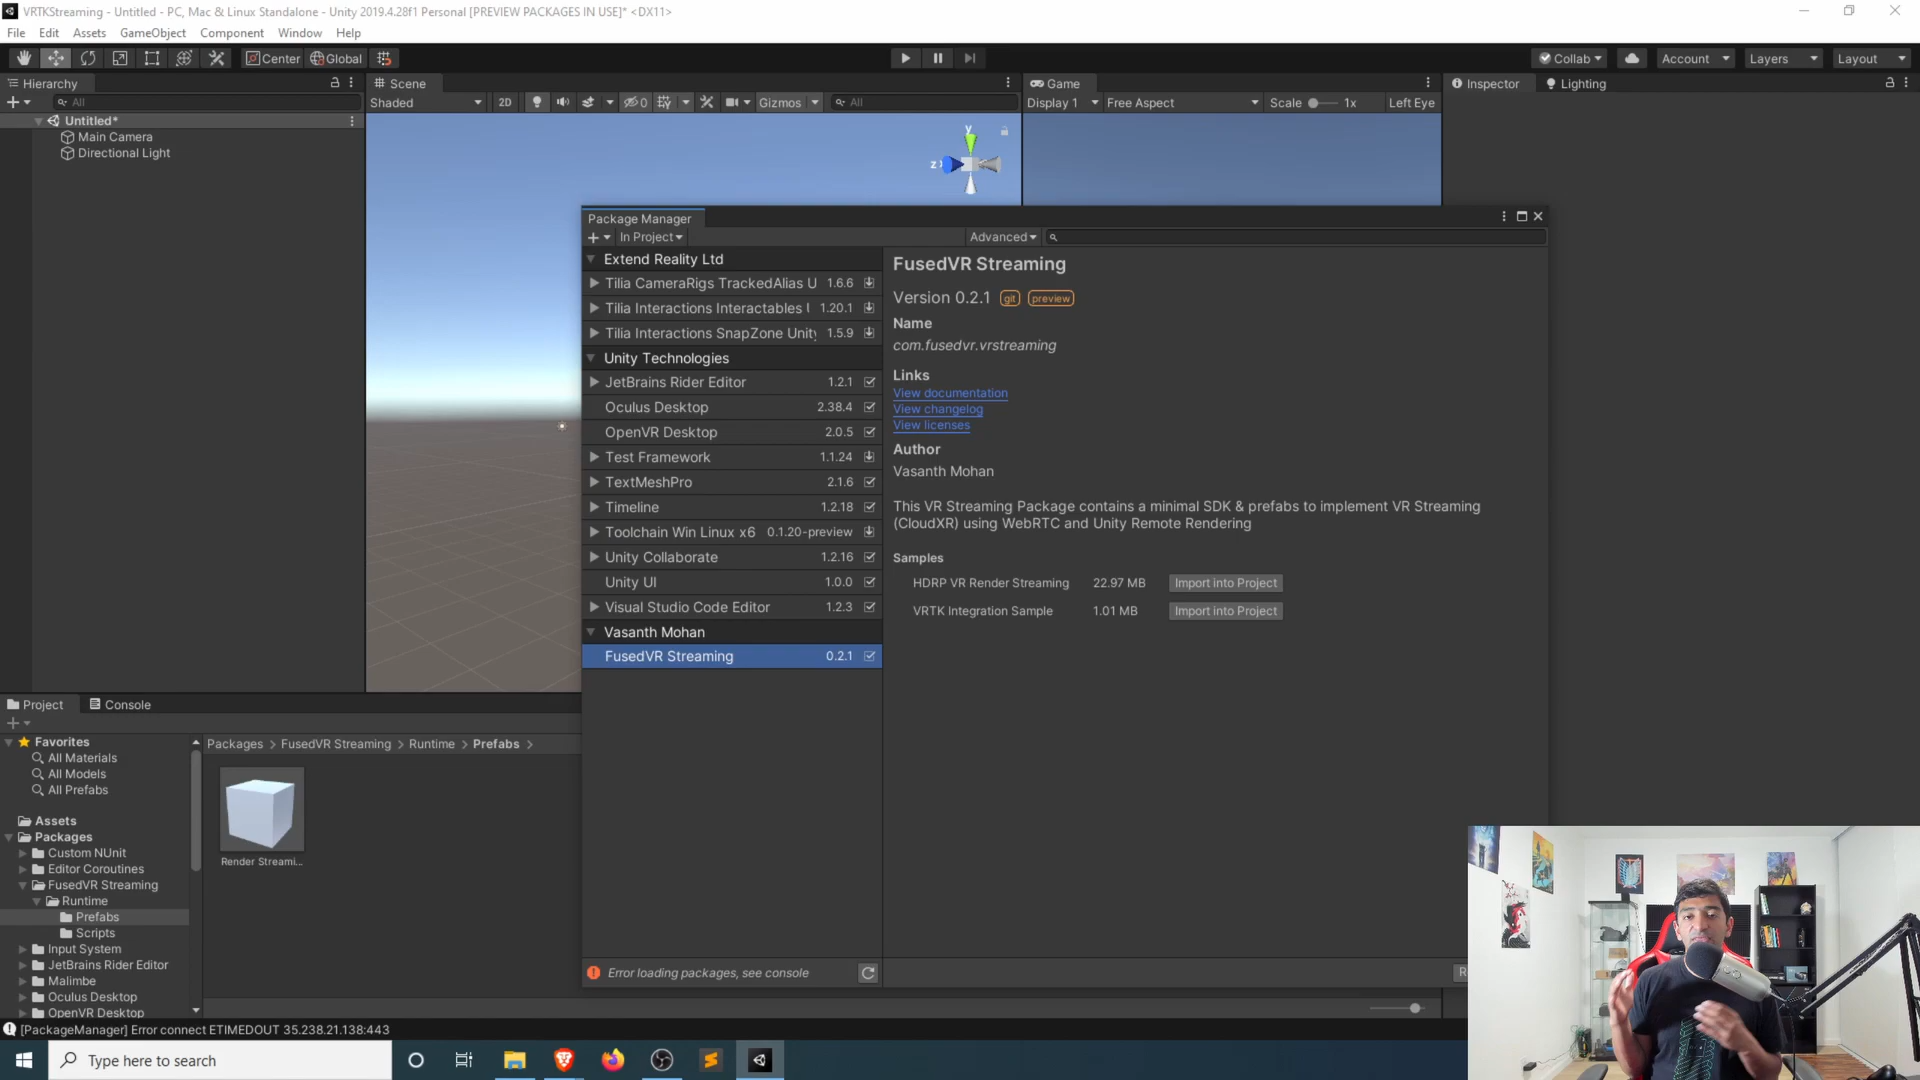 VRTKStreaming - Untitled - PC, Mac & Linux Standalone - Unity 2019.4.28f1 Personal [PREVIEW PACKAGES IN USE]* <DX11>
File Edit Assets GameObject Component Window Help
Center Global Collab Account Layers Layout
Hierarchy
All
Untitled*
Main Camera
Directional Light
Scene
Shaded 2D 0 Gizmos All
y
z
Game
Display 1 Free Aspect Scale 1x Left Eye
Inspector Lighting
Package Manager
In Project Advanced
Extend Reality Ltd
Tilia CameraRigs TrackedAlias U 1.6.6
Tilia Interactions Interactables 1.20.1
Tilia Interactions SnapZone Unity 1.5.9
Unity Technologies
JetBrains Rider Editor 1.2.1
Oculus Desktop 2.38.4
OpenVR Desktop 2.0.5
Test Framework 1.1.24
TextMeshPro 2.1.6
Timeline 1.2.18
Toolchain Win Linux x6 0.1.20-preview
Unity Collaborate 1.2.16
Unity UI 1.0.0
Visual Studio Code Editor 1.2.3
Vasanth Mohan
FusedVR Streaming 0.2.1
Error loading packages, see console
FusedVR Streaming
Version 0.2.1 git preview
Name
com.fusedvr.vrstreaming
Links
View documentation
View changelog
View licenses
Author
Vasanth Mohan
This VR Streaming Package contains a minimal SDK & prefabs to implement VR Streaming
(CloudXR) using WebRTC and Unity Remote Rendering
Samples
HDRP VR Render Streaming 22.97 MB Import into Project
VRTK Integration Sample 1.01 MB Import into Project
R
Project Console
Favorites
All Materials
All Models
All Prefabs
Assets
Packages
Custom NUnit
Editor Coroutines
FusedVR Streaming
Runtime
Prefabs
Scripts
Input System
JetBrains Rider Editor
Malimbe
Oculus Desktop
OpenVR Desktop
Packages > FusedVR Streaming > Runtime > Prefabs >
Render Streami...
[PackageManager] Error connect ETIMEDOUT 35.238.21.138:443
Type here to search